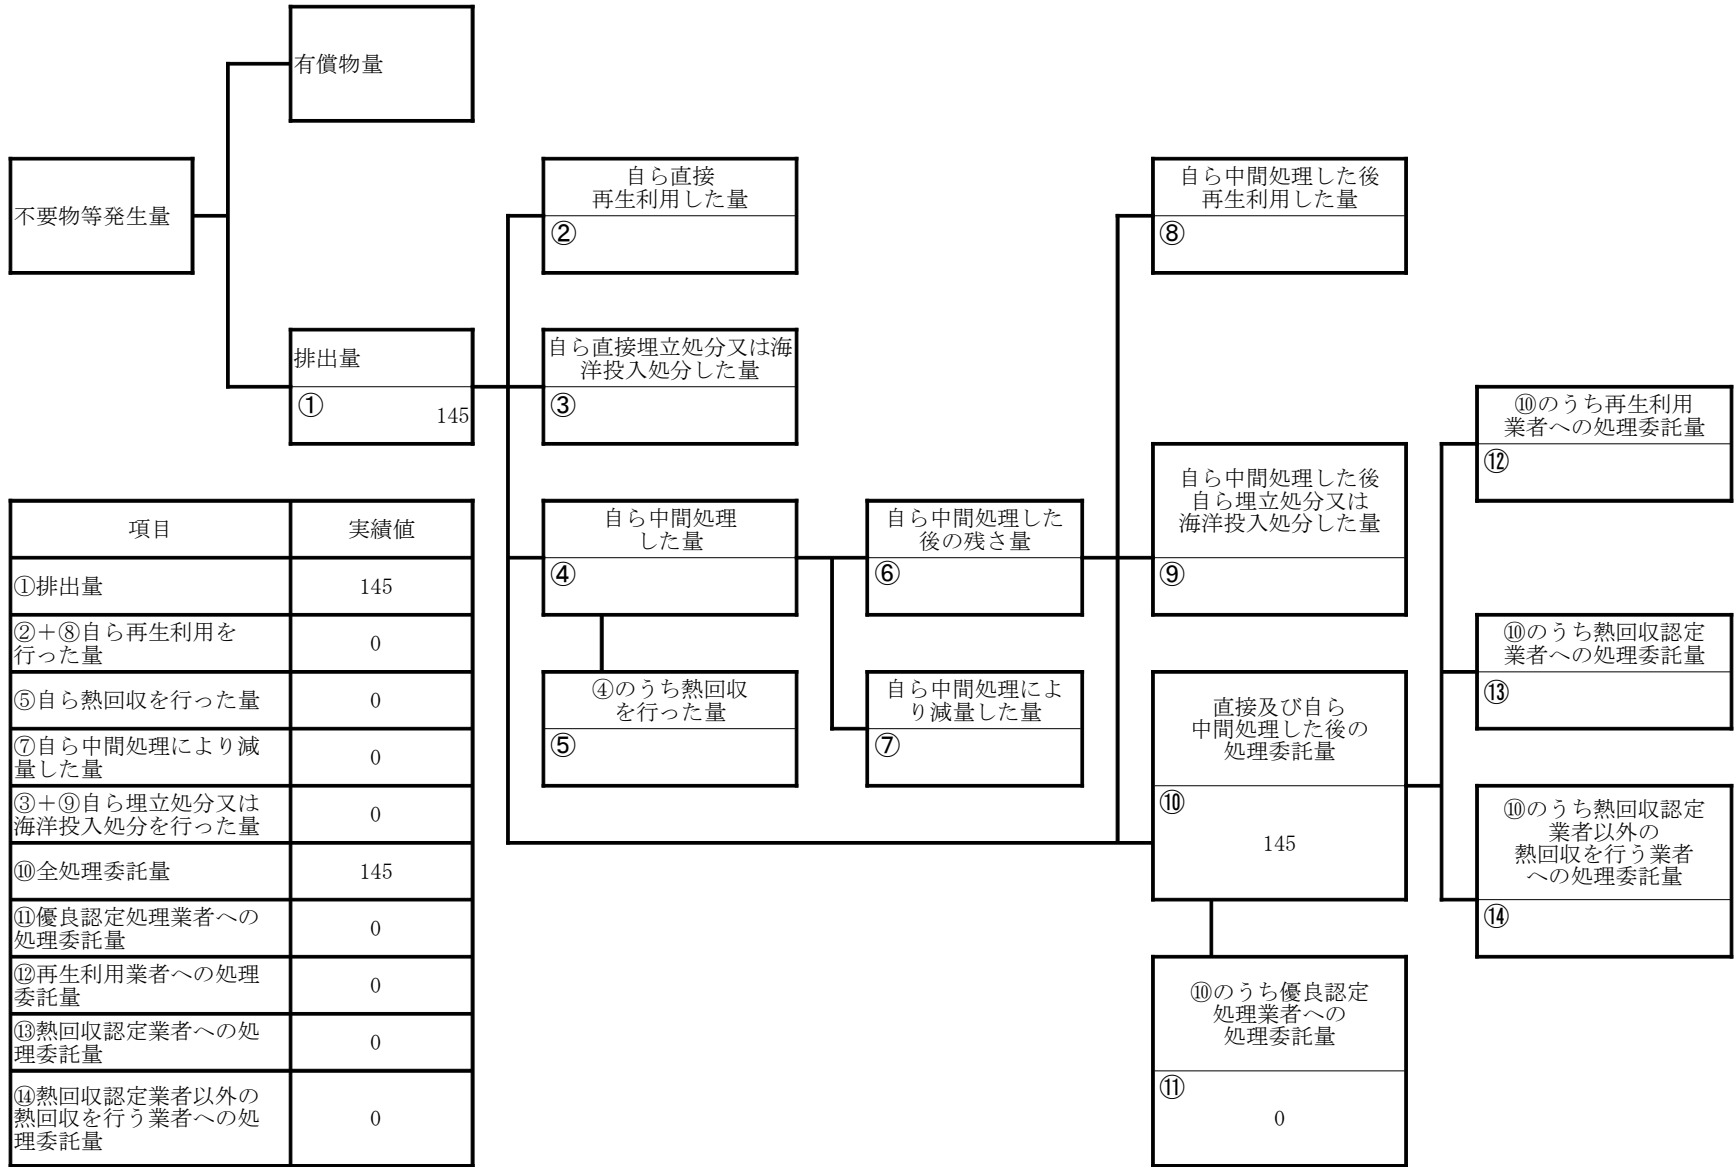 有償物量
不要物等発生量
自ら直接
再生利用した量
②
自ら中間処理した後
再生利用した量
⑧
排出量
①
145
自ら直接埋立処分又は海
洋投入処分した量
③
⑩のうち再生利用
業者への処理委託量
⑫
自ら中間処理
した量
④
自ら中間処理した
後の残さ量
⑥
自ら中間処理した後
自ら埋立処分又は
海洋投入処分した量
⑨
⑩のうち熱回収認定
業者への処理委託量
⑬
④のうち熱回収
を行った量
⑤
自ら中間処理によ
り減量した量
⑦
直接及び自ら
中間処理した後の
処理委託量
⑩
145
⑩のうち熱回収認定
業者以外の
熱回収を行う業者
への処理委託量
⑭
⑩のうち優良認定
処理業者への
処理委託量
⑪
0
項目 実績値
①排出量 145
②+⑧自ら再生利用を
行った量 0
⑤自ら熱回収を行った量 0
⑦自ら中間処理により減
量した量 0
③+⑨自ら埋立処分又は
海洋投入処分を行った量 0
⑩全処理委託量 145
⑪優良認定処理業者への
処理委託量 0
⑫再生利用業者への処理
委託量 0
⑬熱回収認定業者への処
理委託量 0
⑭熱回収認定業者以外の
熱回収を行う業者への処 0
理委託量